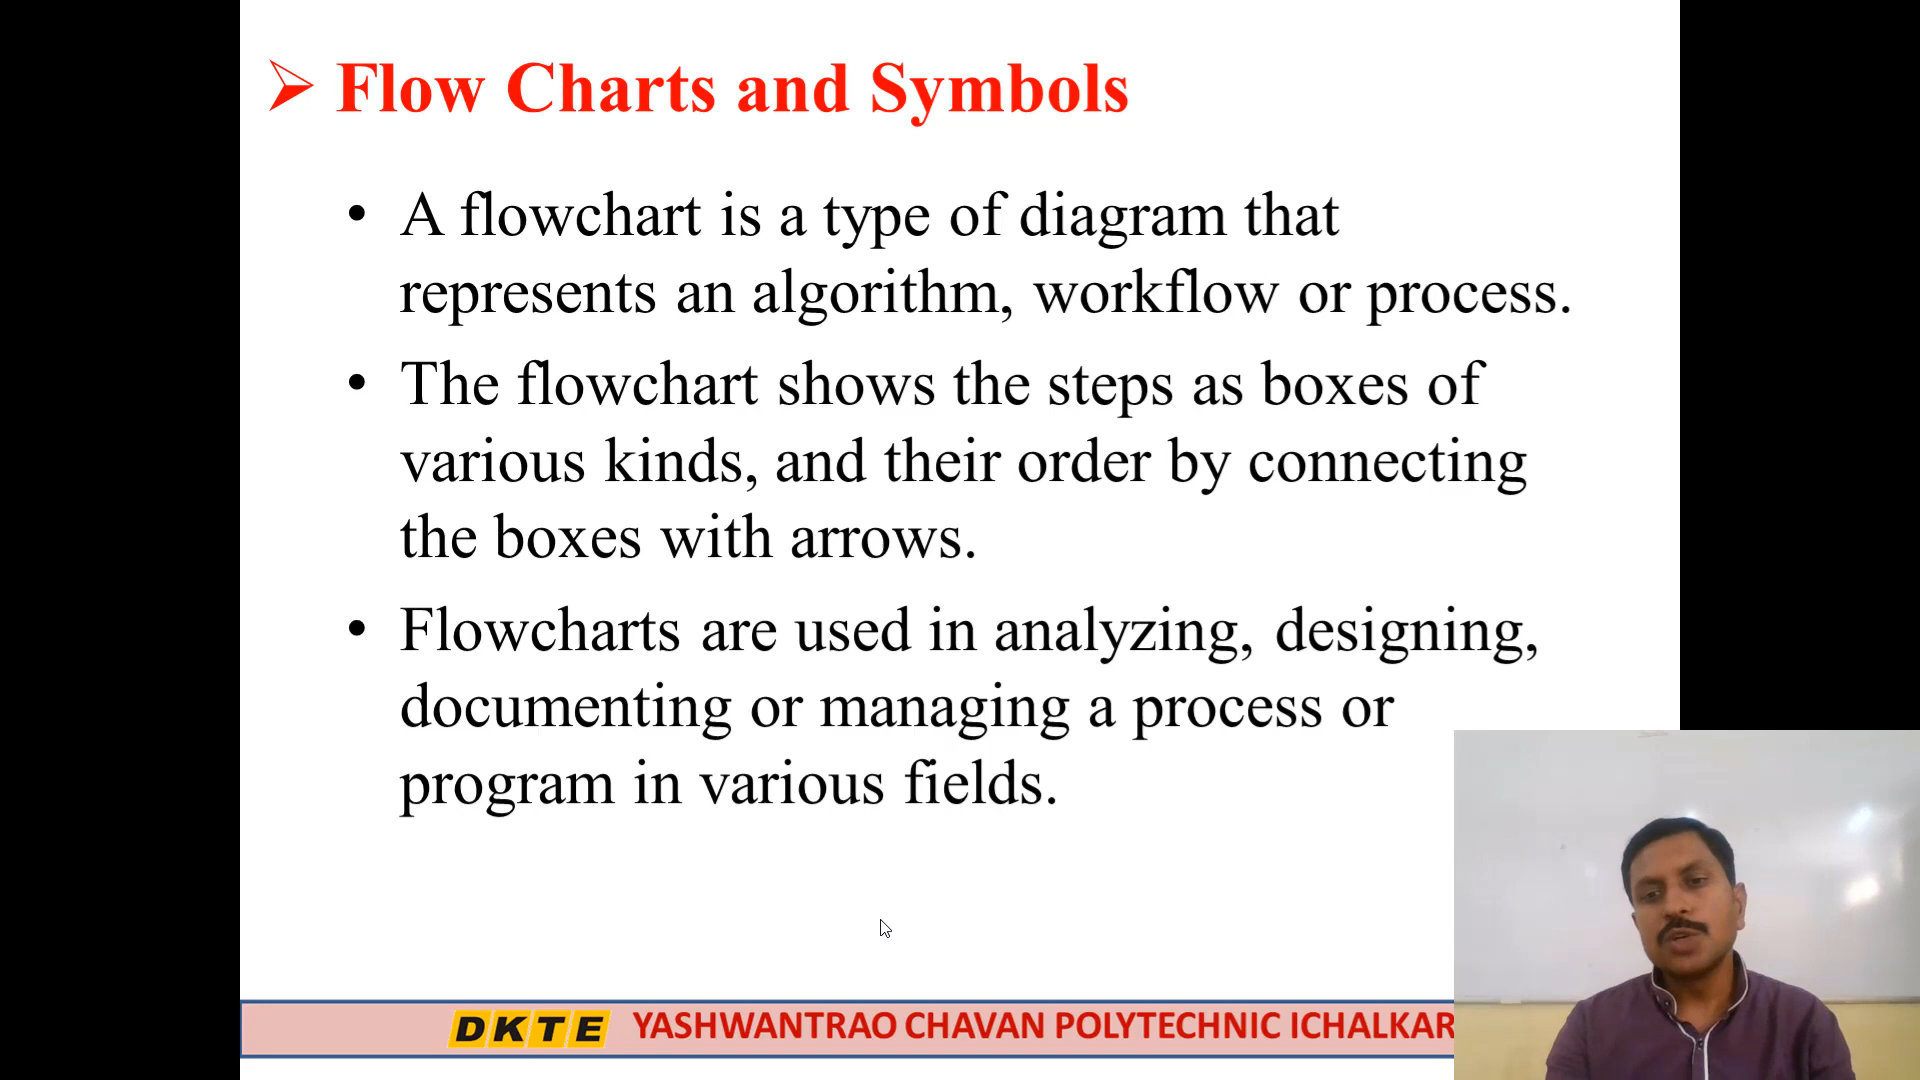 ➢ Flow Charts and Symbols
• A flowchart is a type of diagram that
represents an algorithm, workflow or process.
• The flowchart shows the steps as boxes of
various kinds, and their order by connecting
the boxes with arrows.
• Flowcharts are used in analyzing, designing,
documenting or managing a process or
program in various fields.
DKTE YASHWANTRAO CHAVAN POLYTECHNIC ICHALKAR